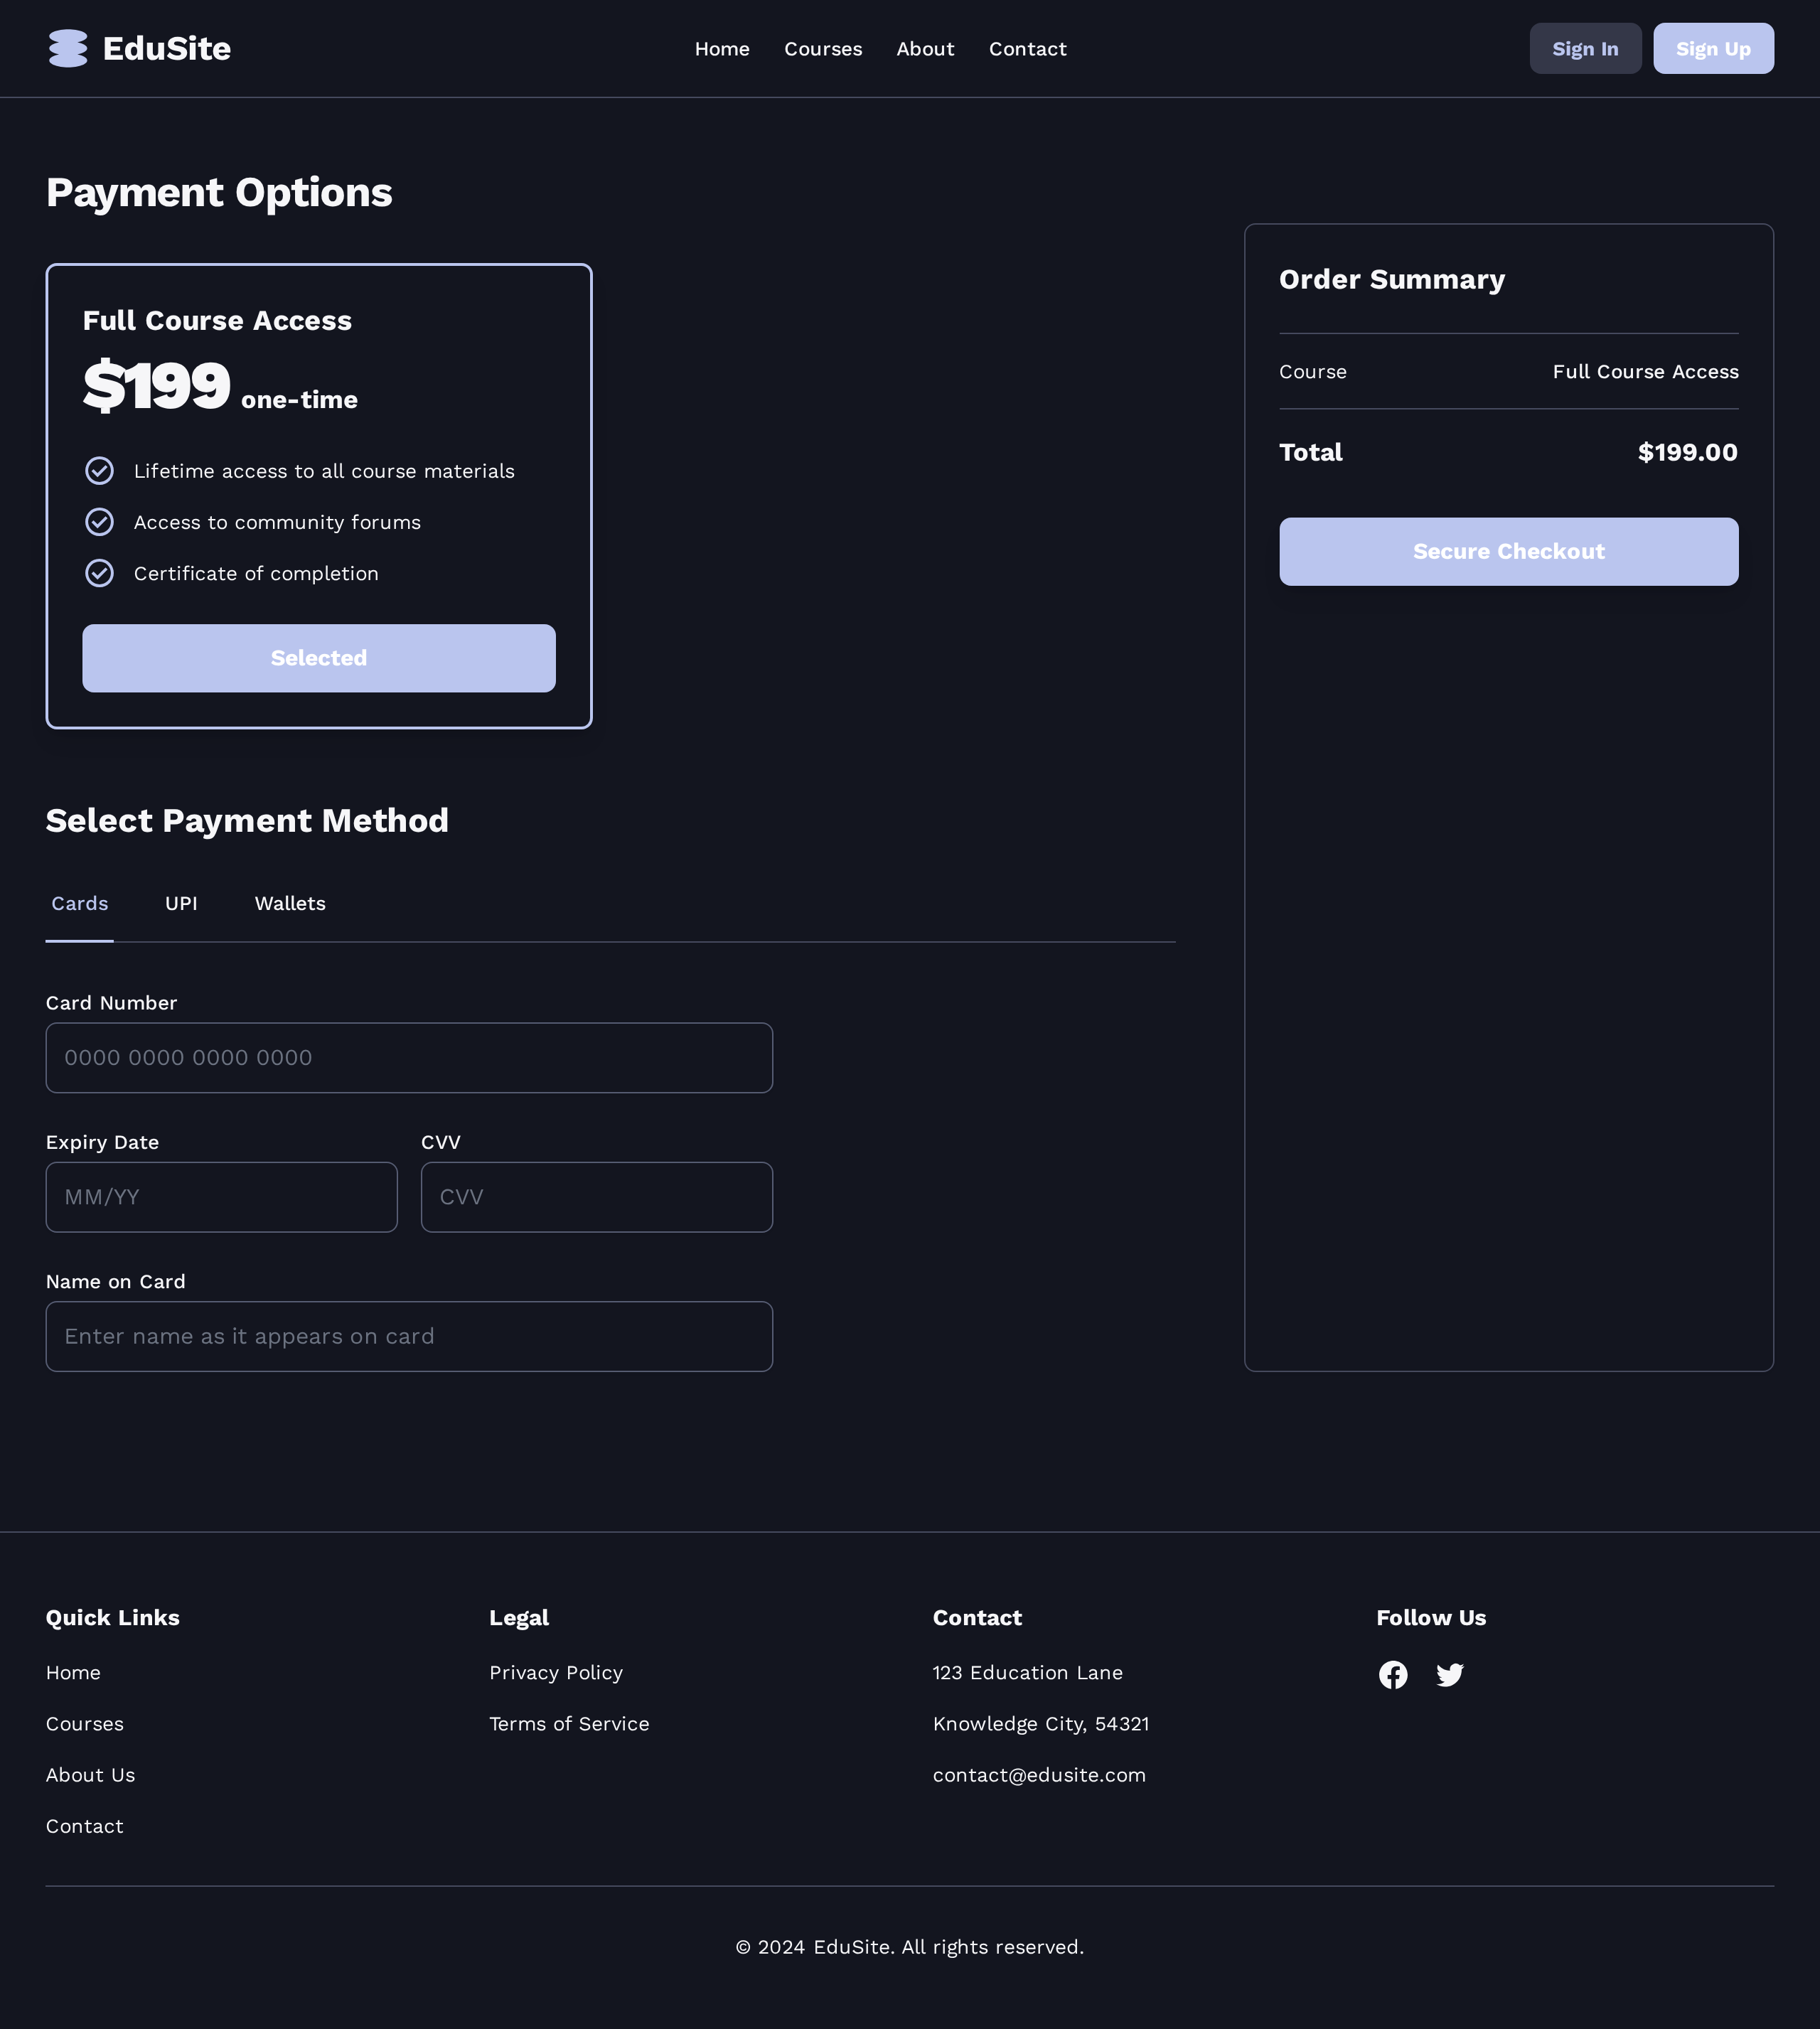 EduSite
Home Courses About Contact
Sign In Sign Up
Payment Options
Full Course Access
$199 one-time
Lifetime access to all course materials
Access to community forums
Certificate of completion
Selected
Order Summary
Course Full Course Access
Total $199.00
Secure Checkout
Select Payment Method
Cards UPI Wallets
Card Number
0000 0000 0000 0000
Expiry Date CVV
MM/YY CVV
Name on Card
Enter name as it appears on card
Quick Links
Home
Courses
About Us
Contact
Legal
Privacy Policy
Terms of Service
Contact
123 Education Lane
Knowledge City, 54321
contact@edusite.com
Follow Us
© 2024 EduSite. All rights reserved.